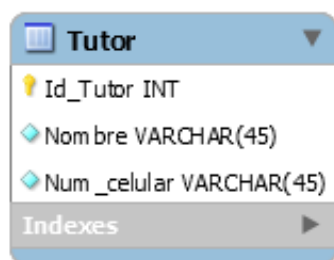 Tutor
Id_Tutor INT
Nombre VARCHAR(45)
Num_celular VARCHAR(45)
Indexes